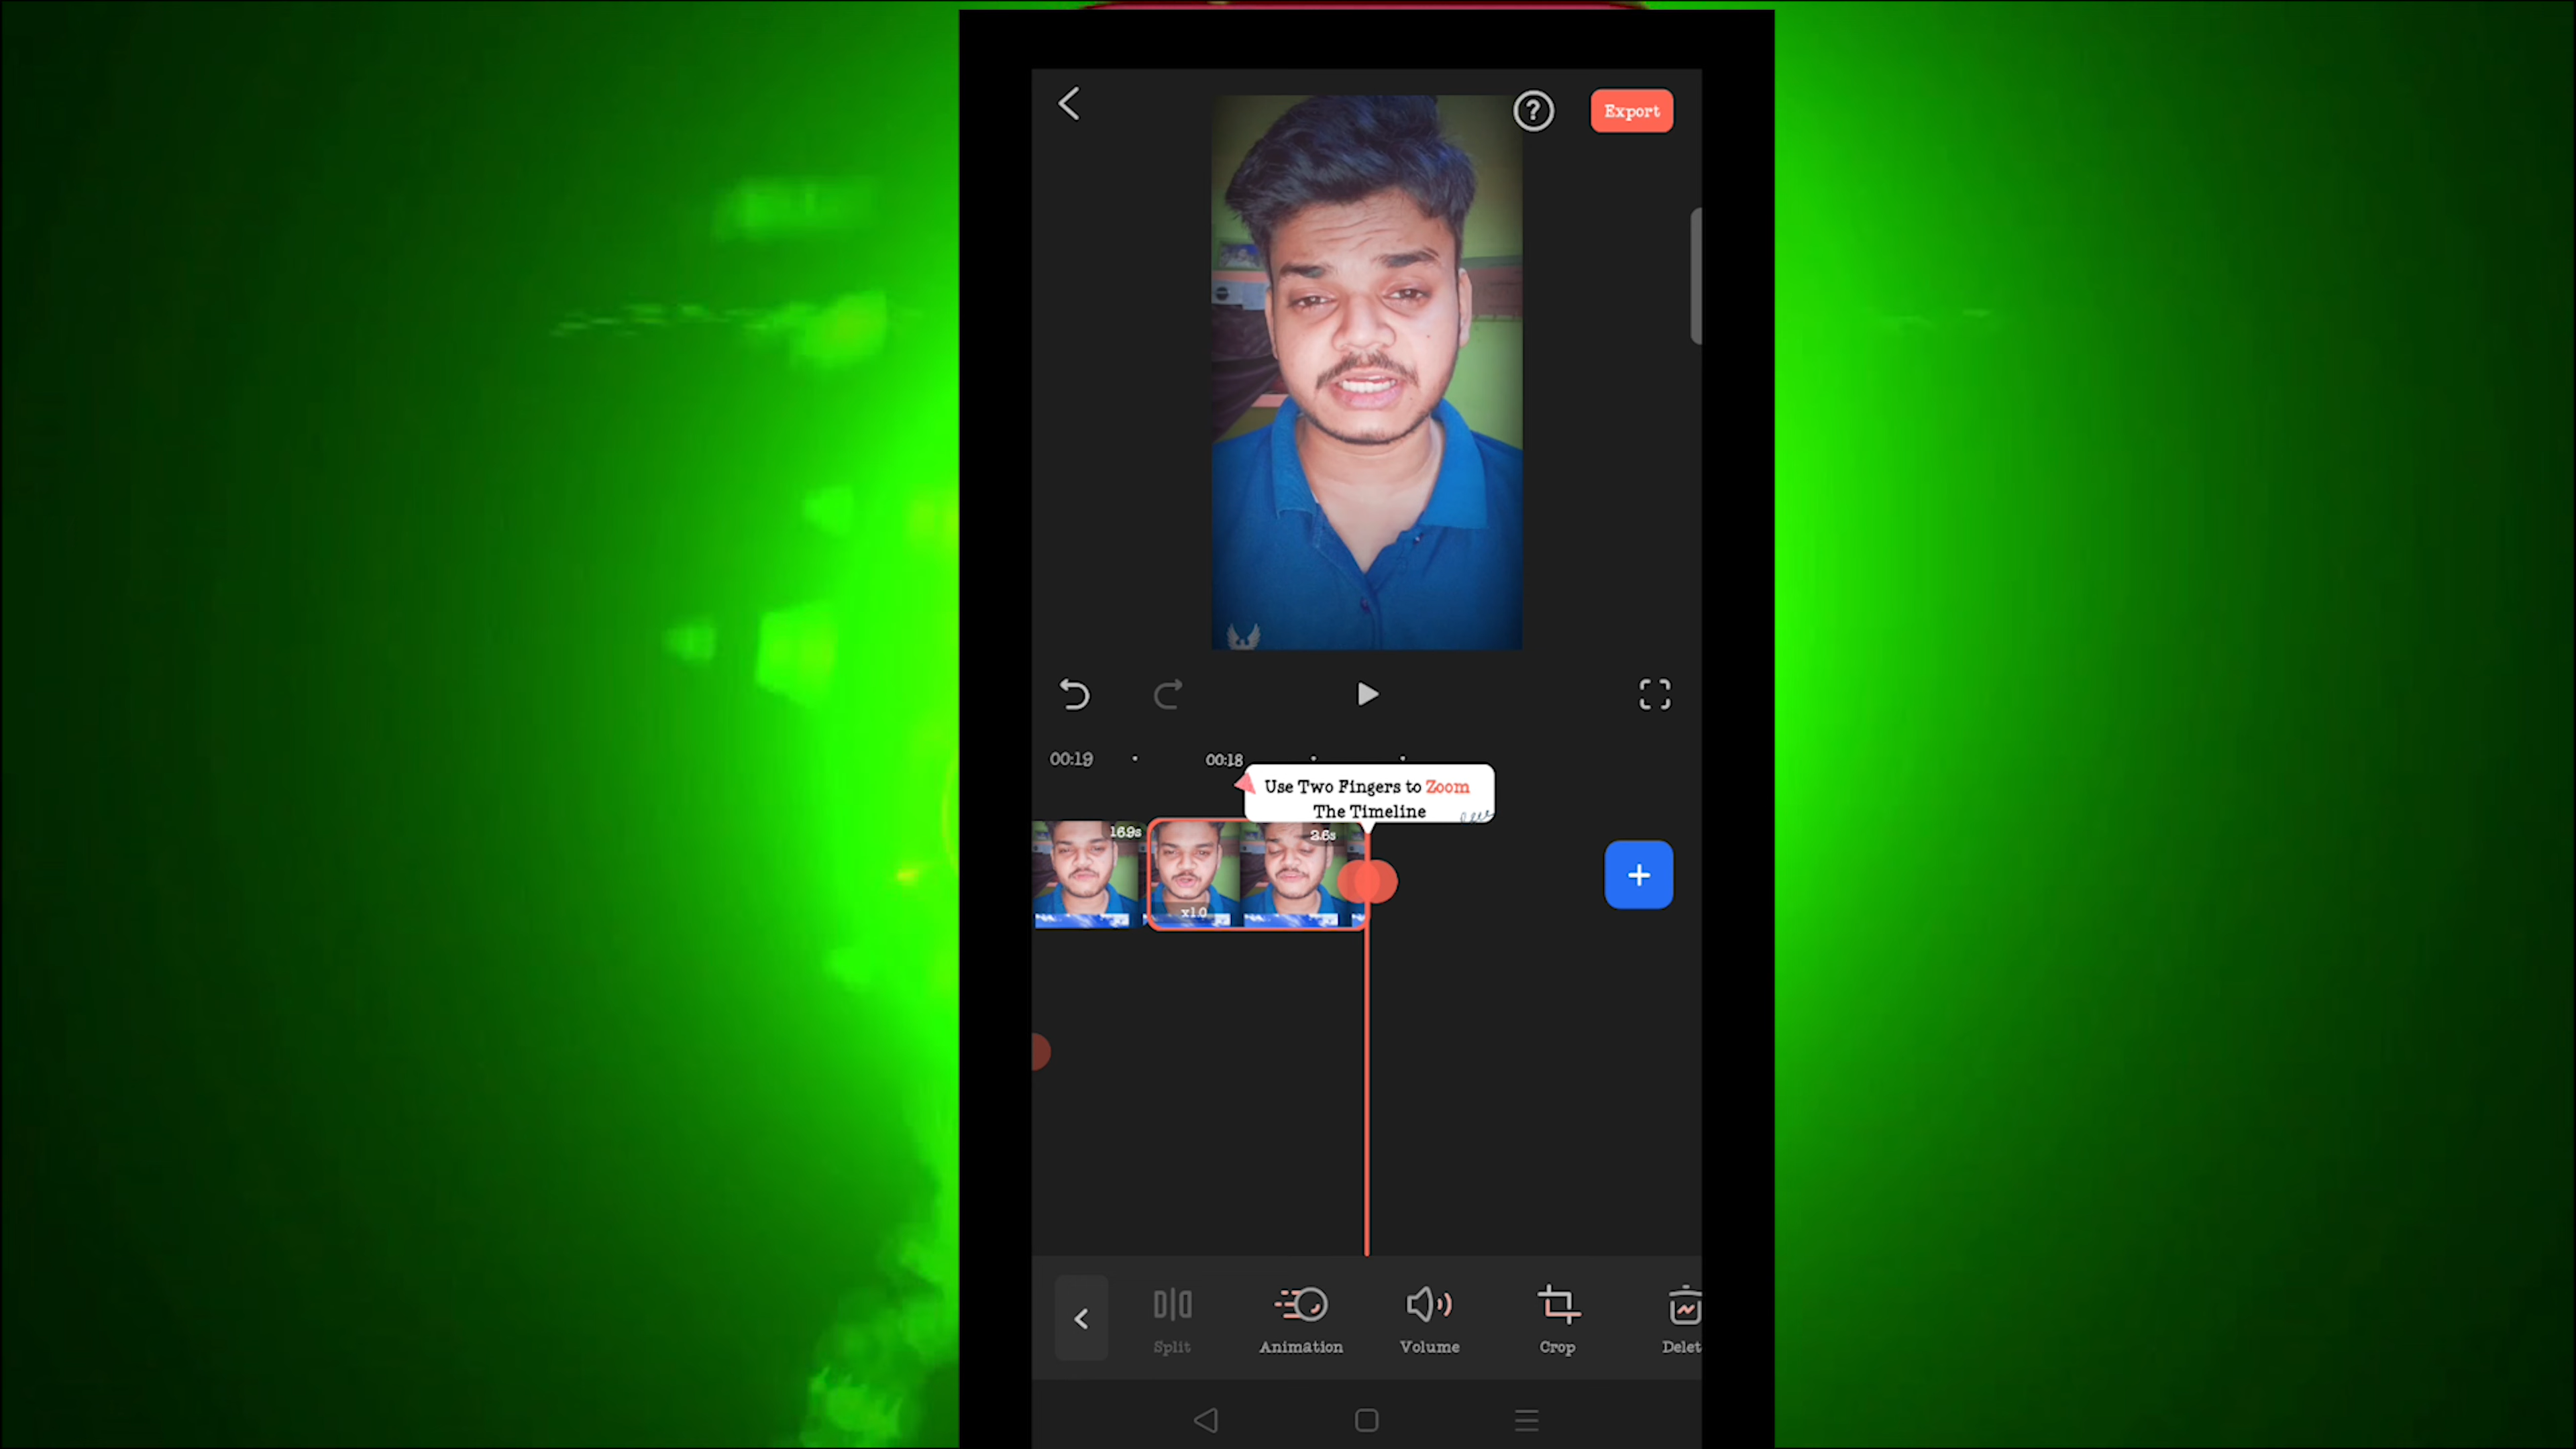 Export
00:19
00:18
Use Two Fingers to Zoom
The Timeline
16.9s
2.6s
x1.0
Split
Animation
Volume
Crop
Delet